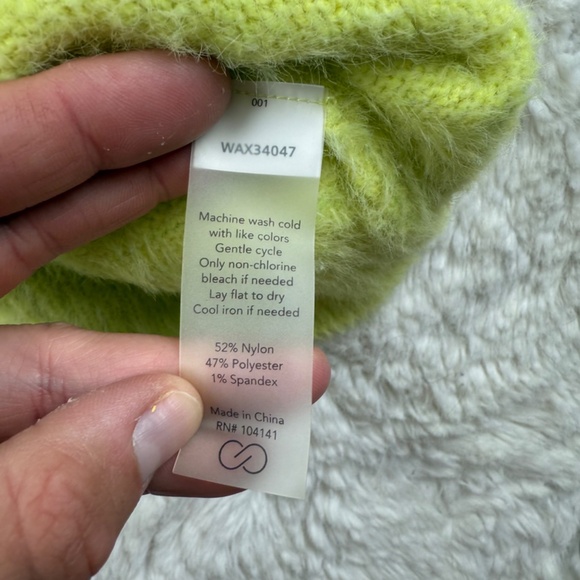 001
WAX34047
Machine wash cold
with like colors
Gentle cycle
Only non-chlorine
bleach if needed
Lay flat to dry
Cool iron if needed
52% Nylon
47% Polyester
1% Spandex
Made in China
RN# 104141